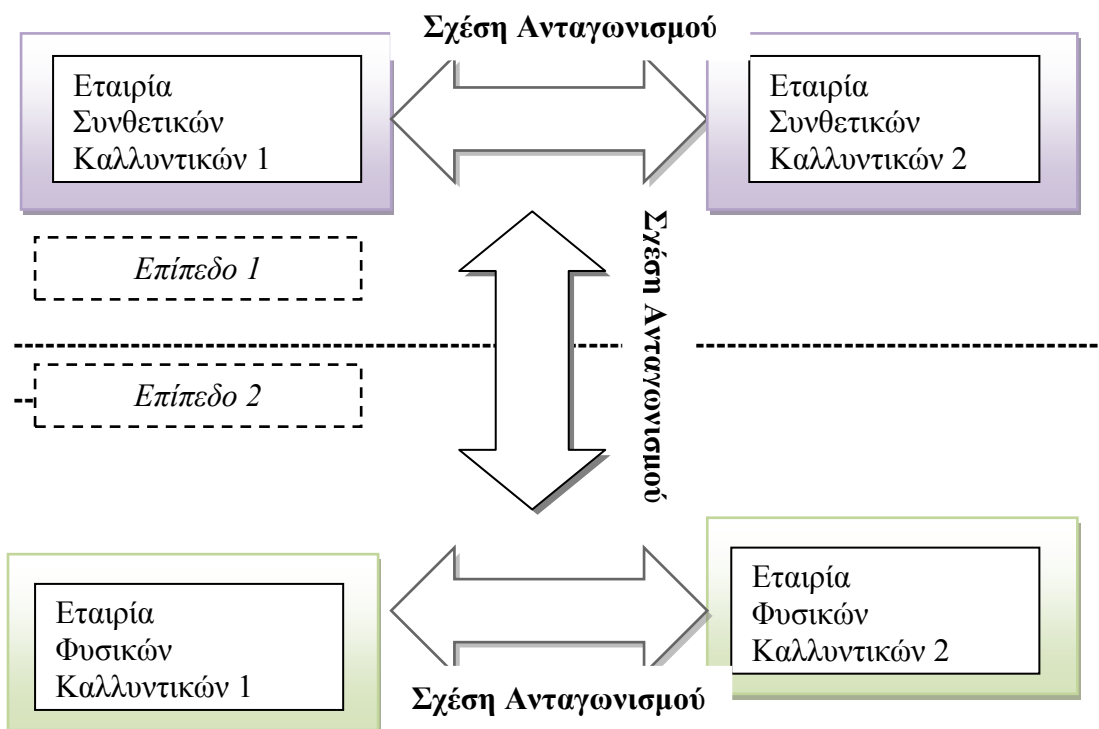 Σχέση Ανταγωνισμού
Εταιρία
Συνθετικών
Καλλυντικών 1
Εταιρία
Συνθετικών
Καλλυντικών 2
Επίπεδο 1
Σχέση Ανταγωνισμού
Επίπεδο 2
Εταιρία
Φυσικών
Καλλυντικών 1
Εταιρία
Φυσικών
Καλλυντικών 2
Σχέση Ανταγωνισμού